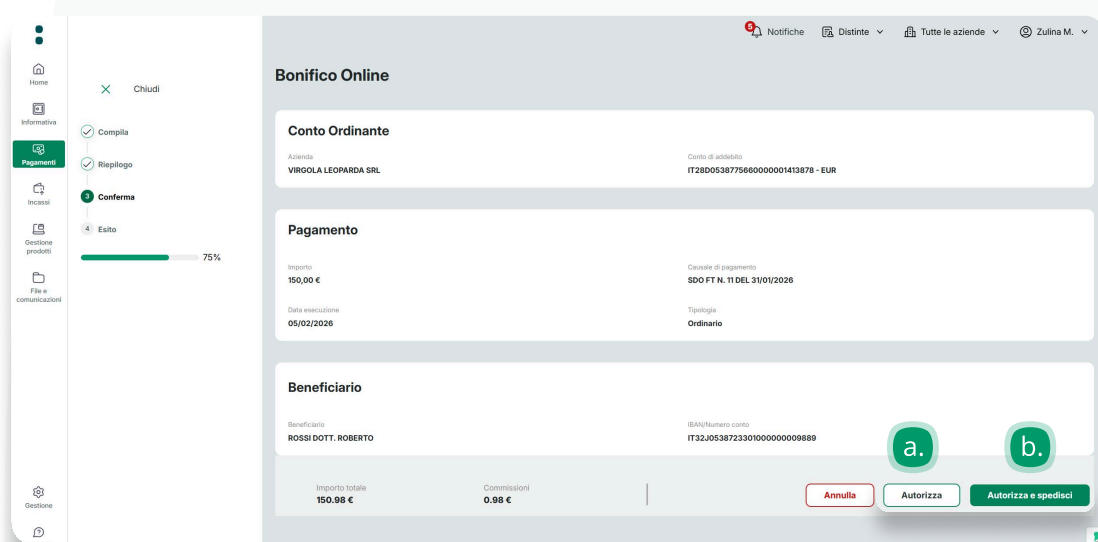 5
Notifiche
Distinte
Tutte le aziende
Zulina M.
Home
Informativa
Pagamenti
Incassi
Gestione
prodotti
File e
comunicazioni
Gestione
Chiudi
Compila
Riepilogo
3 Conferma
4 Esito
75%
Bonifico Online
Conto Ordinante
Azienda
VIRGOLA LEOPARDA SRL
Conto di addebito
IT28D0538775660000001413878 - EUR
Pagamento
Importo
150,00 €
Causale di pagamento
SDO FT N. 11 DEL 31/01/2026
Data esecuzione
05/02/2026
Tipologia
Ordinario
Beneficiario
Beneficiario
ROSSI DOTT. ROBERTO
IBAN/Numero conto
IT32J0538723301000000009889
a.
b.
Importo totale
150.98 €
Commissioni
0.98 €
Annulla
Autorizza
Autorizza e spedisci